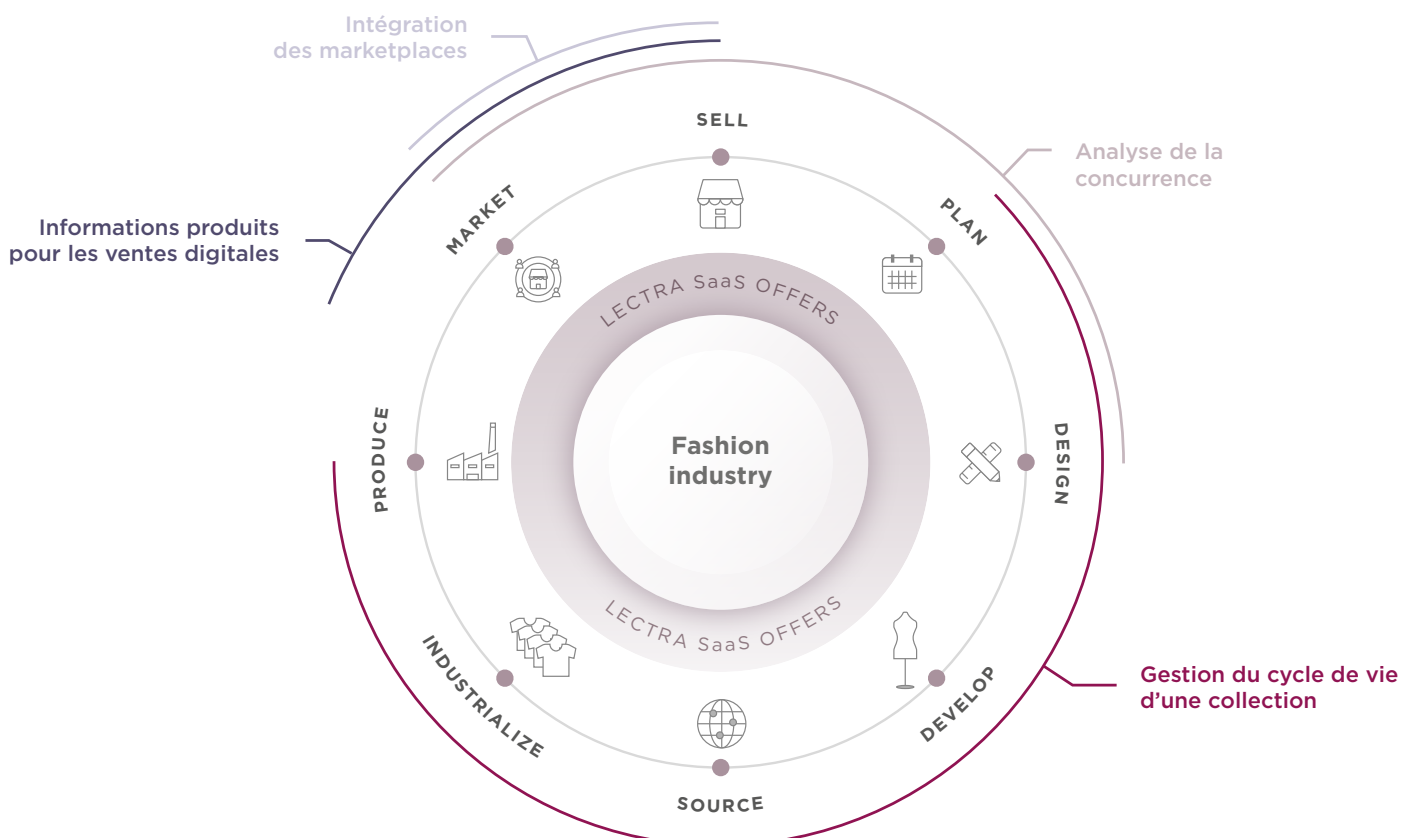 Intégration
des marketplaces
SELL
Analyse de la
concurrence
MARKET
PLAN
Informations produits
pour les ventes digitales
LECTRA SaaS OFFERS
PRODUCE
Fashion
industry
DESIGN
LECTRA SaaS OFFERS
INDUSTRIALIZE
DEVELOP
Gestion du cycle de vie
d’une collection
SOURCE